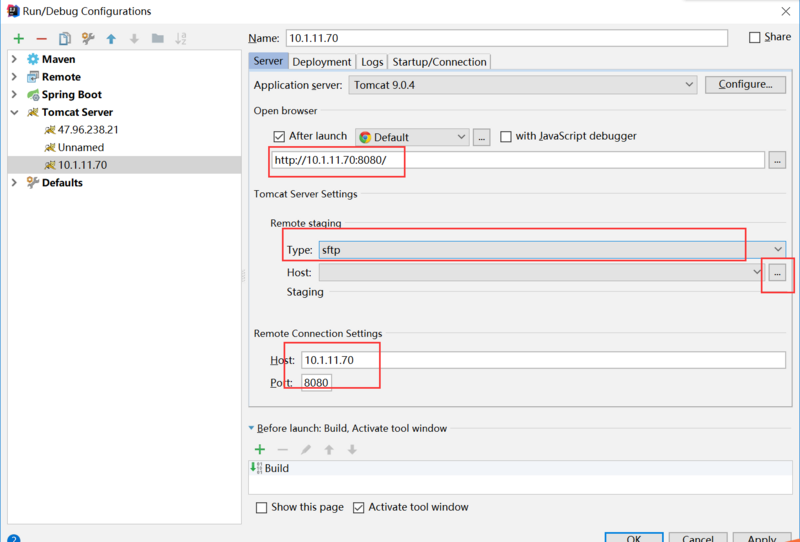 Run/Debug Configurations
Name: 10.1.11.70 Share
Maven
Remote
Spring Boot
Tomcat Server
47.96.238.21
Unnamed
10.1.11.70
Defaults
Server Deployment Logs Startup/Connection
Application server: Tomcat 9.0.4 Configure...
Open browser
After launch Default ... with JavaScript debugger
http://10.1.11.70:8080/ ...
Tomcat Server Settings
Remote staging
Type: sftp
Host: ...
Staging
Remote Connection Settings
Host: 10.1.11.70
Port: 8080
Before launch: Build, Activate tool window
Build
Show this page Activate tool window
? OK Cancel Apply